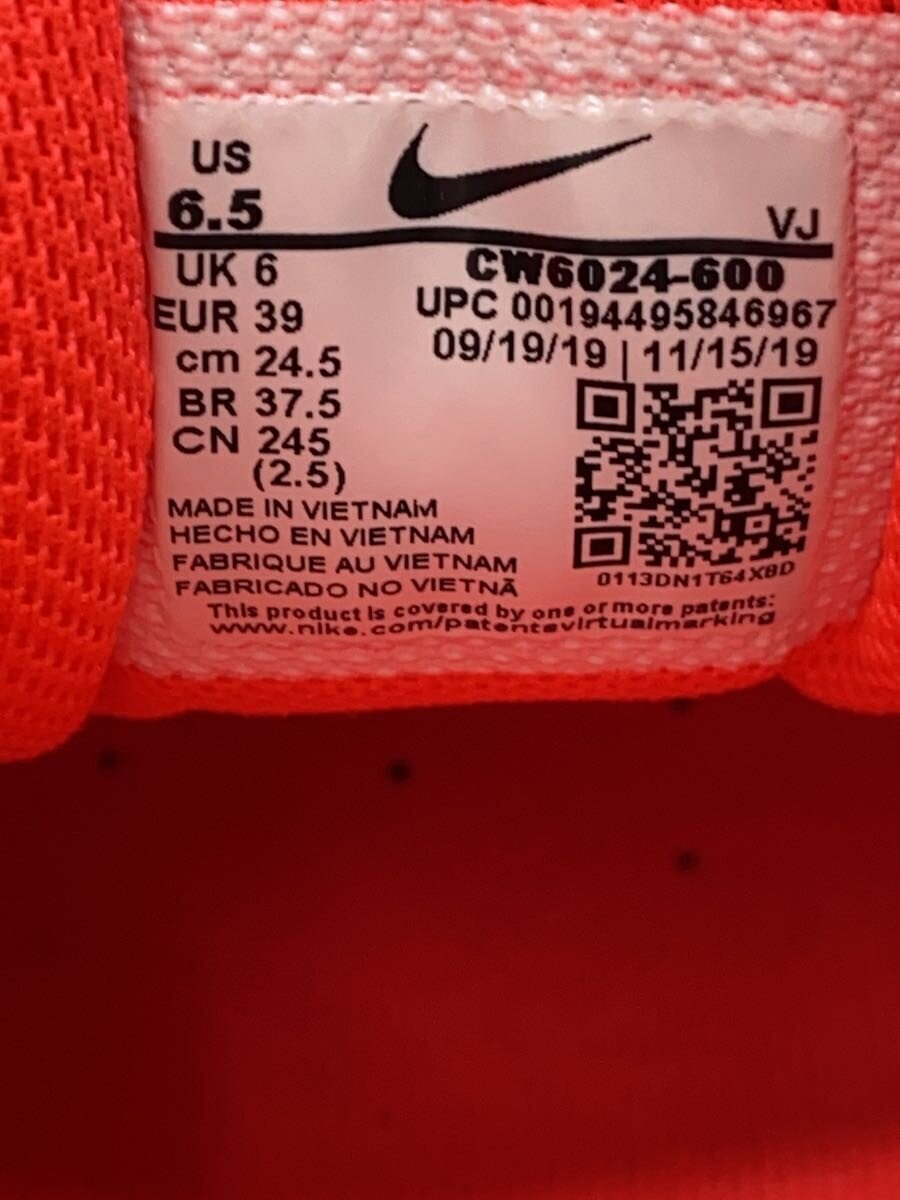 US
6.5
VJ
UK 6
EUR 39
cm 24.5
BR 37.5
CN 245
(2.5)
CW6024-600
UPC 00194495846967
09/19/19 | 11/15/19
0113DN1T64XBD
MADE IN VIETNAM
HECHO EN VIETNAM
FABRIQUE AU VIETNAM
FABRICADO NO VIETNÃ
This product is covered by one or more patents:
www.nike.com/patentsvirtualmarking